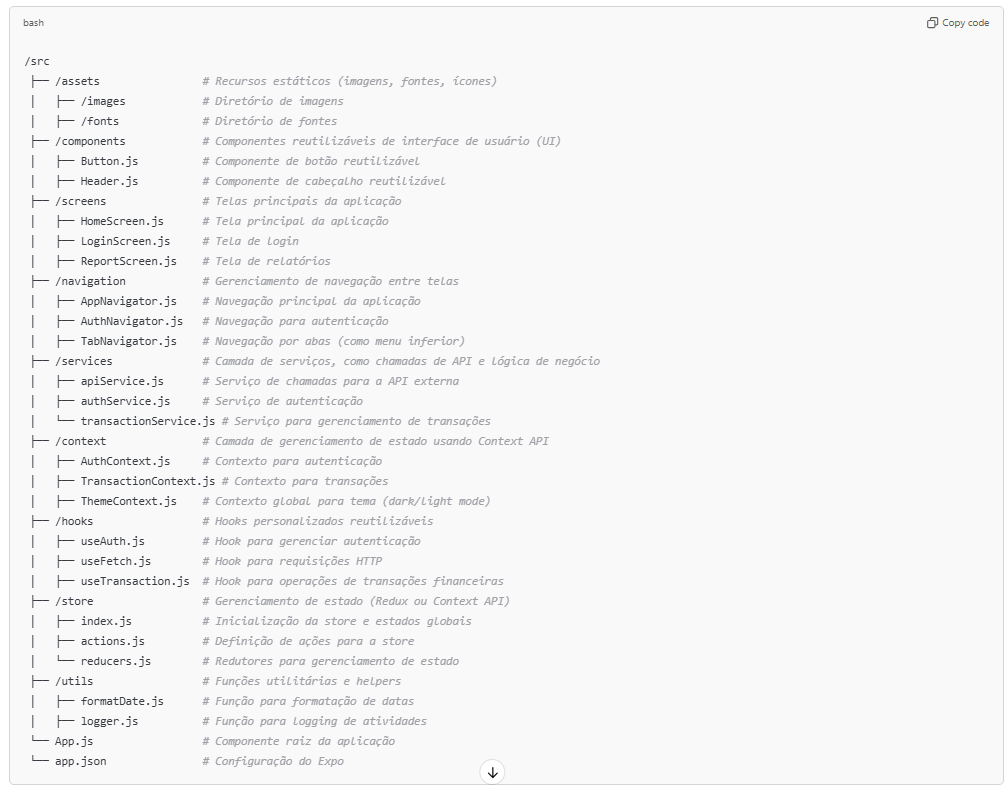 bash
Copy code
/src
├── /assets # Recursos estáticos (imagens, fontes, ícones)
│   ├── /images # Diretório de imagens
│   ├── /fonts # Diretório de fontes
├── /components # Componentes reutilizáveis de interface de usuário (UI)
│   ├── Button.js # Componente de botão reutilizável
│   ├── Header.js # Componente de cabeçalho reutilizável
├── /screens # Telas principais da aplicação
│   ├── HomeScreen.js # Tela principal da aplicação
│   ├── LoginScreen.js # Tela de login
│   ├── ReportScreen.js # Tela de relatórios
├── /navigation # Gerenciamento de navegação entre telas
│   ├── AppNavigator.js # Navegação principal da aplicação
│   ├── AuthNavigator.js # Navegação para autenticação
│   ├── TabNavigator.js # Navegação por abas (como menu inferior)
├── /services # Camada de serviços, como chamadas de API e lógica de negócio
│   ├── apiService.js # Serviço de chamadas para a API externa
│   ├── authService.js # Serviço de autenticação
│   └── transactionService.js # Serviço para gerenciamento de transações
├── /context # Camada de gerenciamento de estado usando Context API
│   ├── AuthContext.js # Contexto para autenticação
│   ├── TransactionContext.js # Contexto para transações
│   ├── ThemeContext.js # Contexto global para tema (dark/light mode)
├── /hooks # Hooks personalizados reutilizáveis
│   ├── useAuth.js # Hook para gerenciar autenticação
│   ├── useFetch.js # Hook para requisições HTTP
│   ├── useTransaction.js # Hook para operações de transações financeiras
├── /store # Gerenciamento de estado (Redux ou Context API)
│   ├── index.js # Inicialização da store e estados globais
│   ├── actions.js # Definição de ações para a store
│   └── reducers.js # Redutores para gerenciamento de estado
├── /utils # Funções utilitárias e helpers
│   ├── formatDate.js # Função para formatação de datas
│   ├── logger.js # Função para logging de atividades
└── App.js # Componente raiz da aplicação
└── app.json # Configuração do Expo